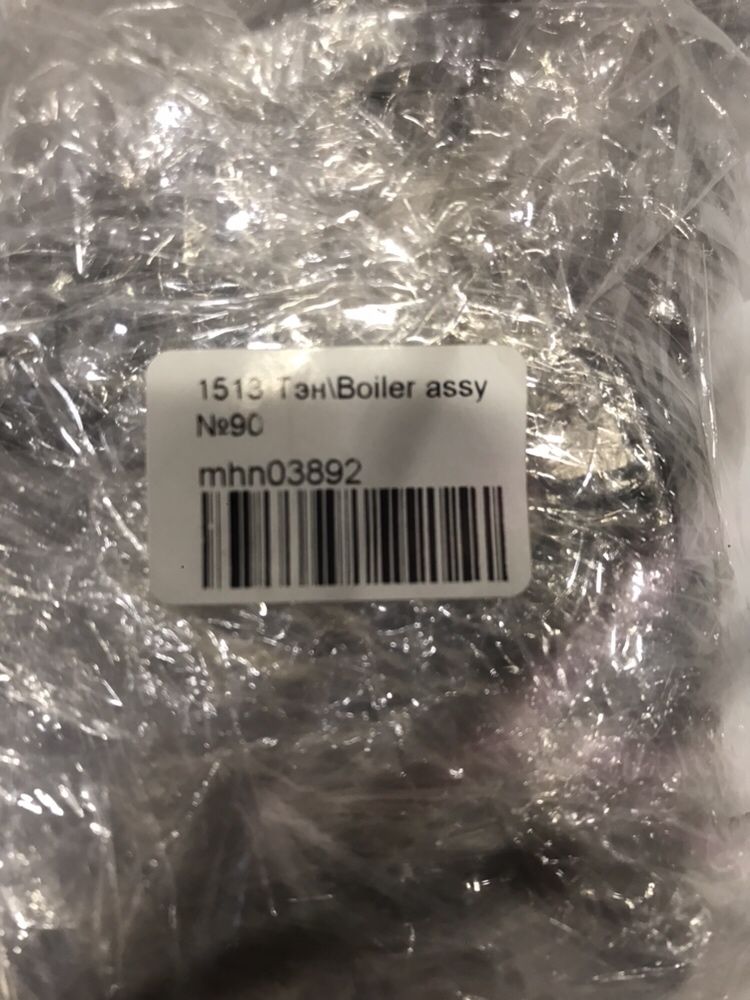 1513 Тэн\Boiler assy
№90
mhn03892